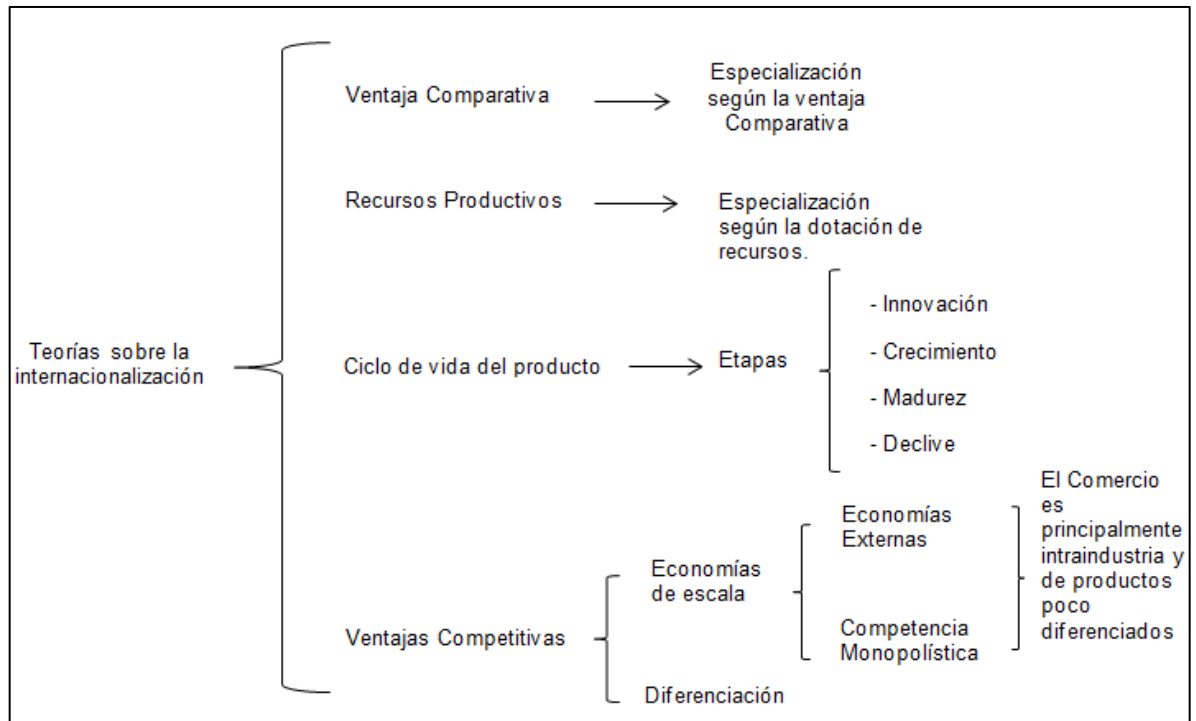 Teorías sobre la
internacionalización
Ventaja Comparativa
Especialización
según la ventaja
Comparativa
Recursos Productivos
Especialización
según la dotación de
recursos.
Ciclo de vida del producto
Etapas
- Innovación
- Crecimiento
- Madurez
- Declive
Ventajas Competitivas
Economías
de escala
Economías
Externas
Competencia
Monopolística
El Comercio
es
principalmente
intraindustria y
de productos
poco
diferenciados
Diferenciación